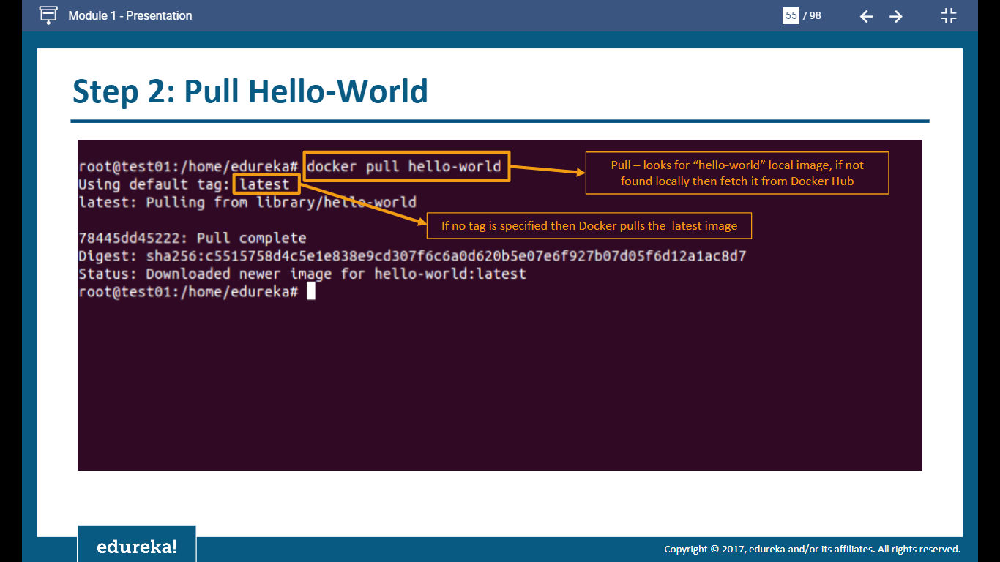 Module 1 - Presentation
55 / 98
Step 2: Pull Hello-World
root@test01:/home/edureka# docker pull hello-world
Using default tag: latest
latest: Pulling from library/hello-world
78445dd45222: Pull complete
Digest: sha256:c5515758d4c5e1e838e9cd307f6c6a0d620b5e07e6f927b07d05f6d12a1ac8d7
Status: Downloaded newer image for hello-world:latest
root@test01:/home/edureka#
Pull – looks for “hello-world” local image, if not
found locally then fetch it from Docker Hub
If no tag is specified then Docker pulls the latest image
edureka!
Copyright © 2017, edureka and/or its affiliates. All rights reserved.